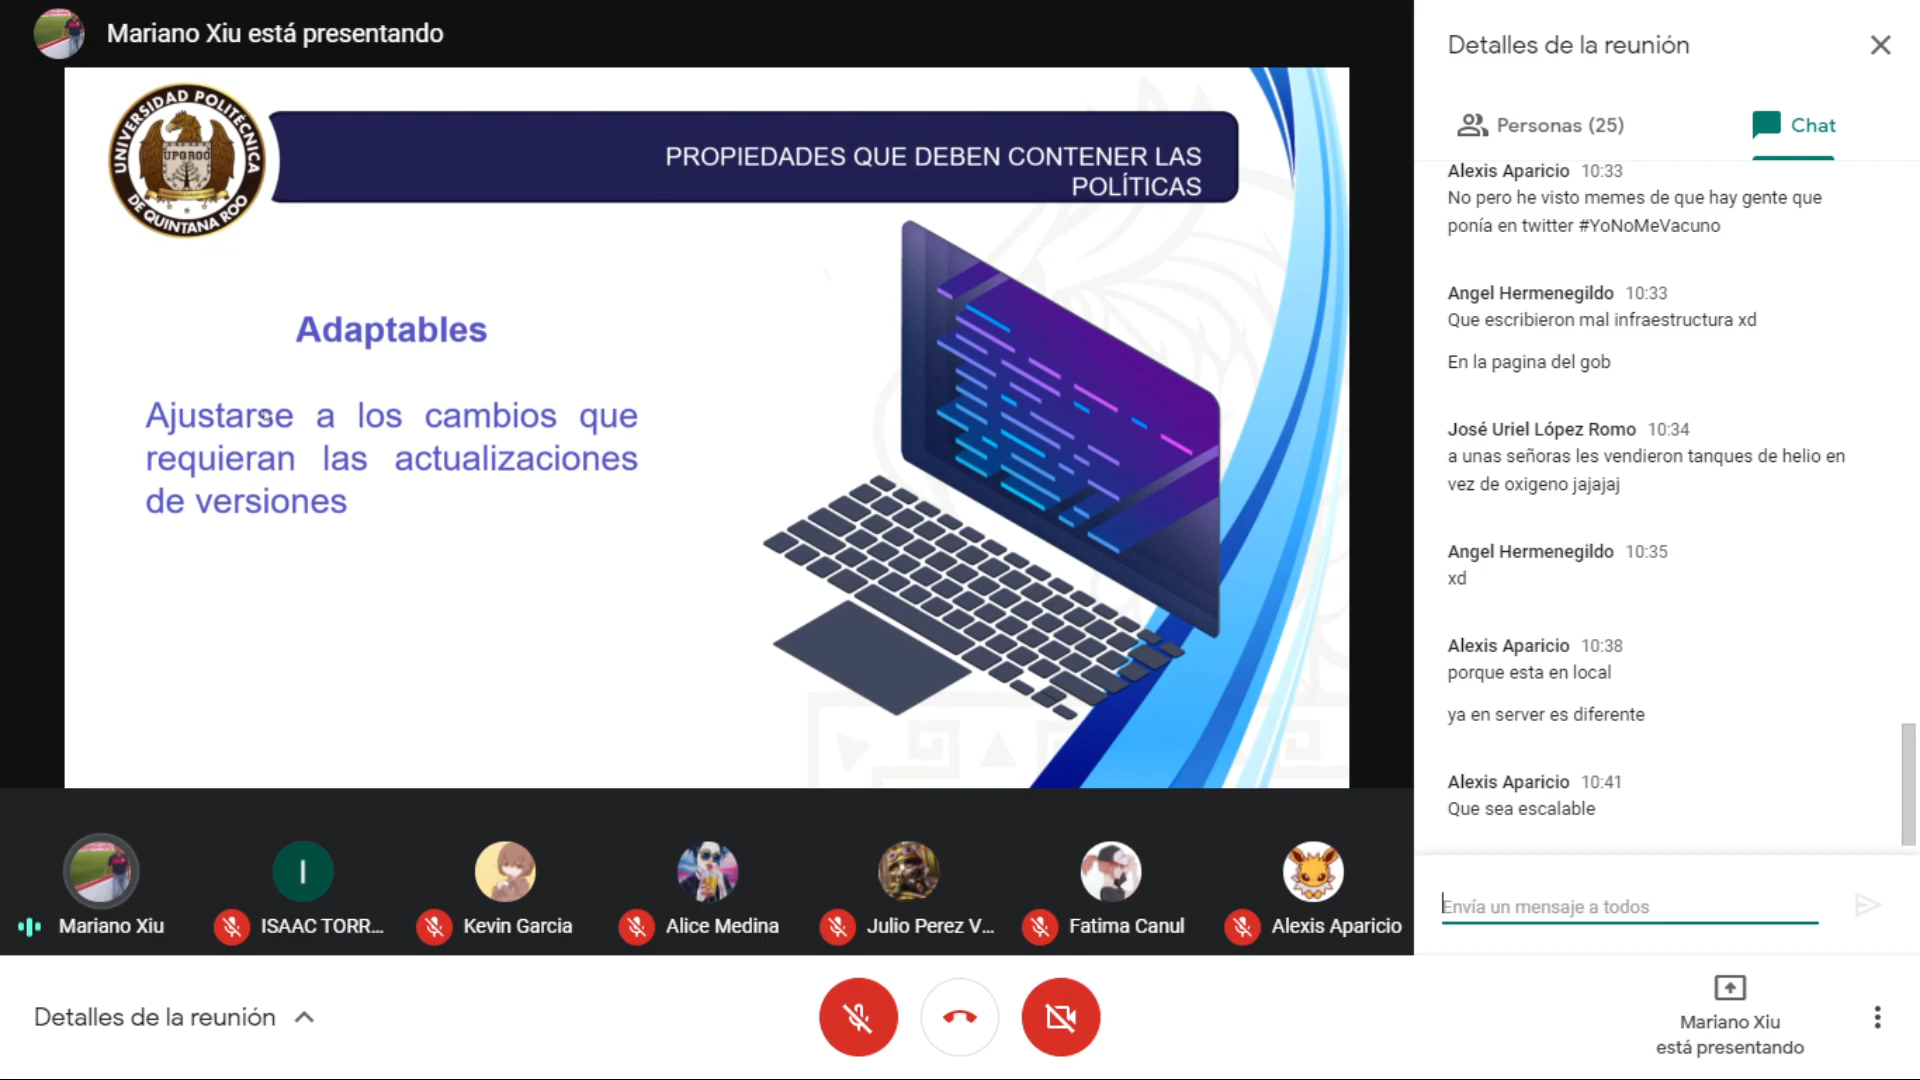 Mariano Xiu está presentando
UNIVERSIDAD POLITÉCNICA
UPQROO
DE QUINTANA ROO
PROPIEDADES QUE DEBEN CONTENER LAS
POLÍTICAS
Adaptables
Ajustarse a los cambios que
requieran las actualizaciones
de versiones
Mariano Xiu
I
ISAAC TORR...
Kevin Garcia
Alice Medina
Julio Perez V...
Fatima Canul
Alexis Aparicio
Detalles de la reunión
Personas (25)
Chat
Alexis Aparicio 10:33
No pero he visto memes de que hay gente que
ponía en twitter #YoNoMeVacuno
Angel Hermenegildo 10:33
Que escribieron mal infraestructura xd
En la pagina del gob
José Uriel López Romo 10:34
a unas señoras les vendieron tanques de helio en
vez de oxigeno jajajaj
Angel Hermenegildo 10:35
xd
Alexis Aparicio 10:38
porque esta en local
ya en server es diferente
Alexis Aparicio 10:41
Que sea escalable
Envía un mensaje a todos
Detalles de la reunión
Mariano Xiu
está presentando